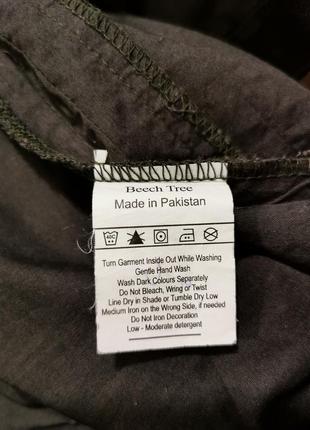 Beech Tree
Made in Pakistan
40C
Turn Garment Inside Out While Washing
Gentle Hand Wash
Wash Dark Colours Separately
Do Not Bleach, Wring or Twist
Line Dry in Shade or Tumble Dry Low
Medium Iron on the Wrong Side, if needed
Do Not Iron Decoration
Low - Moderate detergent